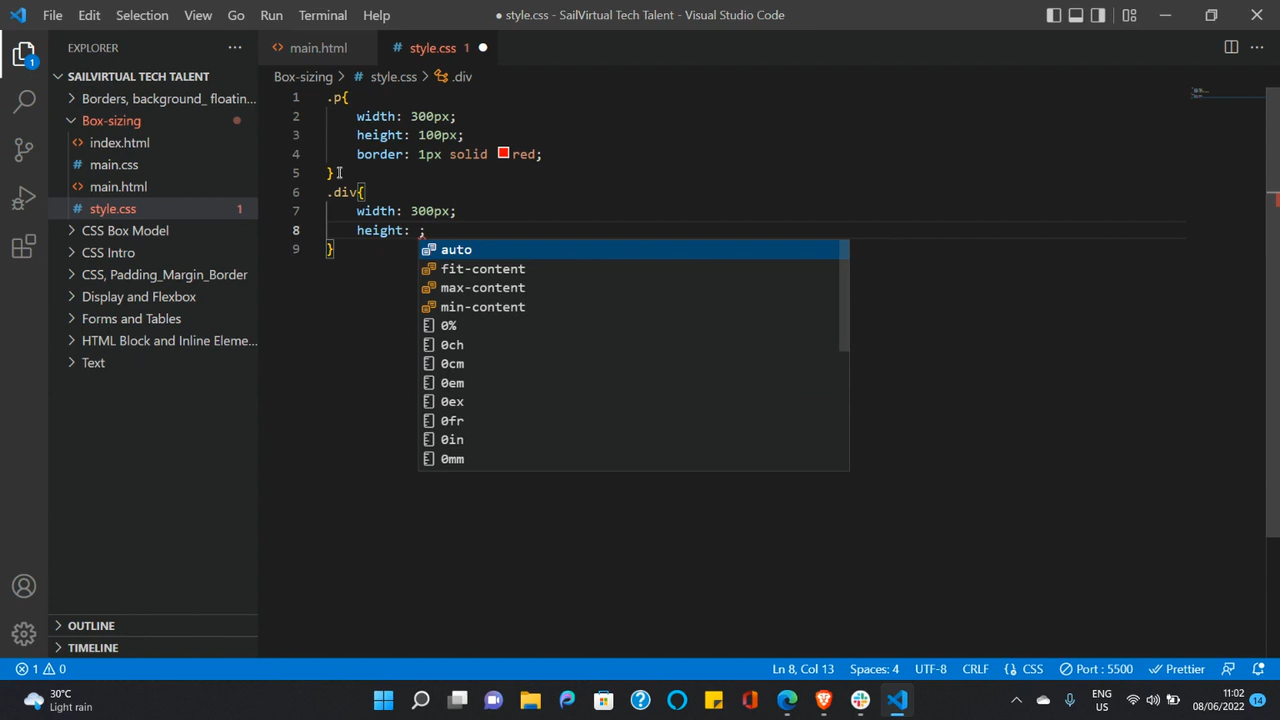 File Edit Selection View Go Run Terminal Help
● style.css - SailVirtual Tech Talent - Visual Studio Code
EXPLORER
main.html
style.css 1
SAILVIRTUAL TECH TALENT
Borders, background_ floatin...
Box-sizing
index.html
main.css
main.html
style.css 1
CSS Box Model
CSS Intro
CSS, Padding_Margin_Border
Display and Flexbox
Forms and Tables
HTML Block and Inline Eleme...
Text
OUTLINE
TIMELINE
Box-sizing > # style.css > .div
1 .p{
2 width: 300px;
3 height: 100px;
4 border: 1px solid red;
5 }
6 .div{
7 width: 300px;
8 height: ;
9 }
auto
fit-content
max-content
min-content
0%
0ch
0cm
0em
0ex
0fr
0in
0mm
1
1 0
Ln 8, Col 13 Spaces: 4 UTF-8 CRLF {} CSS Port : 5500 Prettier
30°C
Light rain
ENG
US
11:02
08/06/2022
14